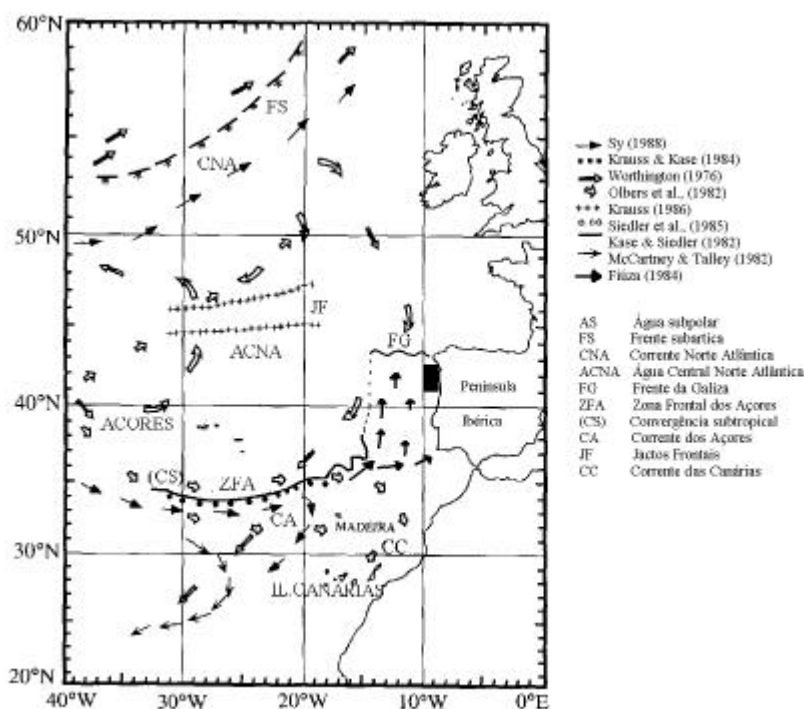 60°N
FS
CNA
50°N
JF
ACNA
FG
40°N
AÇORES
Península
Ibérica
(CS)
ZFA
CA
MADEIRA
CC
30°N
IL.CANÁRIAS
20°N
40°W
30°W
20°W
10°W
0°E
Sy (1988)
Krauss & Kase (1984)
Worthington (1976)
Olbers et al., (1982)
Krauss (1986)
Siedler et al., (1985)
Kase & Siedler (1982)
McCartney & Talley (1982)
Fiúza (1984)
AS Água subpolar
FS Frente subartica
CNA Corrente Norte Atlântica
ACNA Água Central Norte Atlântica
FG Frente da Galiza
ZFA Zona Frontal dos Açores
(CS) Convergência subtropical
CA Corrente dos Açores
JF Jactos Frontais
CC Corrente das Canárias